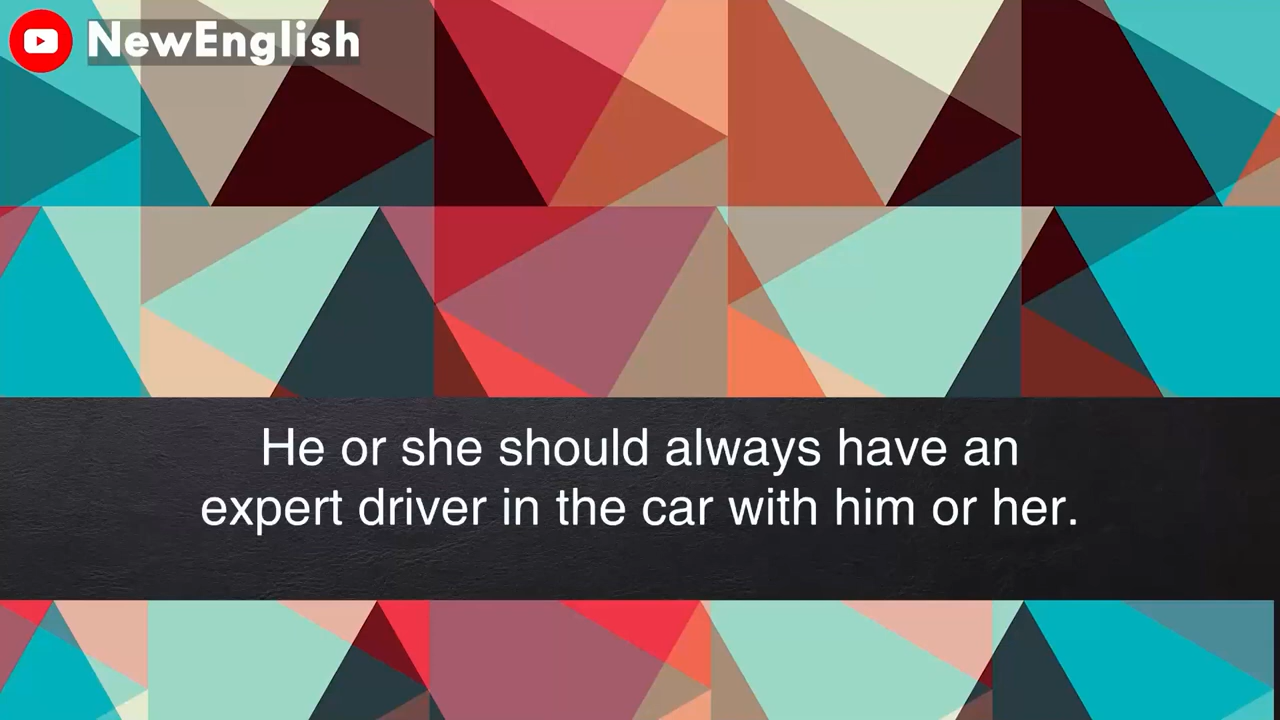 NewEnglish
He or she should always have an
expert driver in the car with him or her.